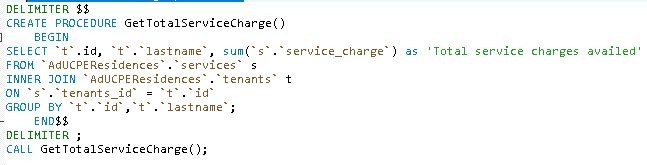 DELIMITER $$
CREATE PROCEDURE GetTotalServiceCharge()
BEGIN
SELECT `t`.id, `t`.`lastname`, sum(`s`.`service_charge`) as 'Total service charges availed'
FROM `AdUCPEResidences`.`services` s
INNER JOIN `AdUCPEResidences`.`tenants` t
ON `s`.`tenants_id` = `t`.`id`
GROUP BY `t`.`id`,`t`.`lastname`;
END$$
DELIMITER ;
CALL GetTotalServiceCharge();